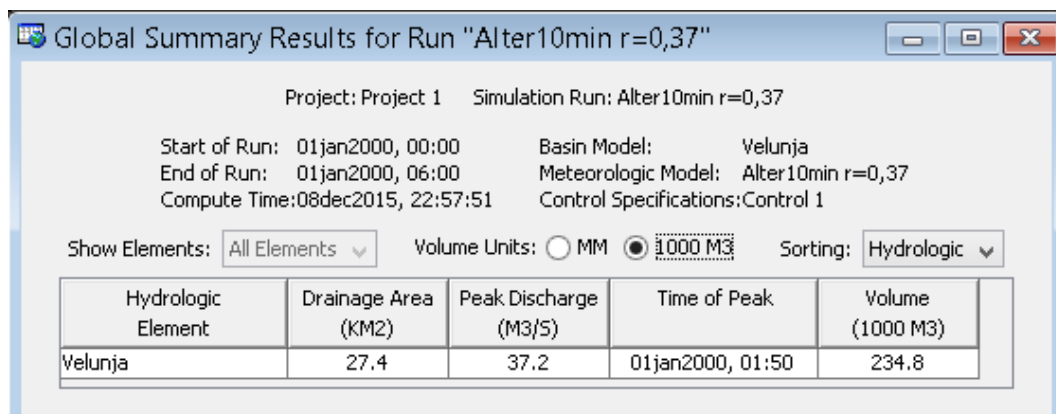 Global Summary Results for Run "Alter10min r=0,37"
Project: Project 1 Simulation Run: Alter10min r=0,37
Start of Run: 01jan2000, 00:00 Basin Model: Velunja
End of Run: 01jan2000, 06:00 Meteorologic Model: Alter10min r=0,37
Compute Time:08dec2015, 22:57:51 Control Specifications:Control 1
Show Elements: All Elements Volume Units: MM 1000 M3 Sorting: Hydrologic
Hydrologic Drainage Area Peak Discharge Time of Peak Volume
Element (KM2) (M3/S) (1000 M3)
Velunja 27.4 37.2 01jan2000, 01:50 234.8